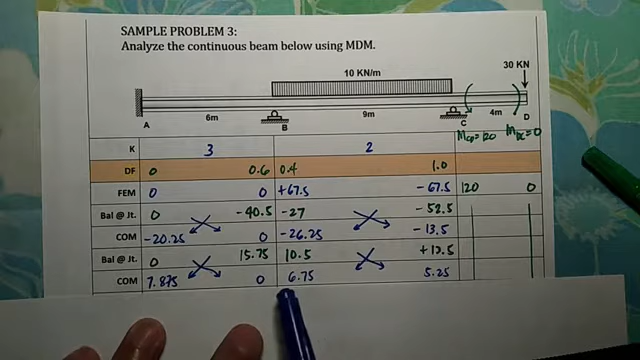 SAMPLE PROBLEM 3:
Analyze the continuous beam below using MDM.
30 KN
10 KN/m
A 6m B 9m C 4m D
M_CD=120 M_DC=0
K 3 2
DF 0 0.6 0.4 1.0
FEM 0 0 +67.5 -67.5 120 0
Bal @ Jt. 0 -40.5 -27 -52.5
COM -20.25 0 -26.25 -13.5
Bal @ Jt. 0 15.75 10.5 +13.5
COM 7.875 0 6.75 5.25